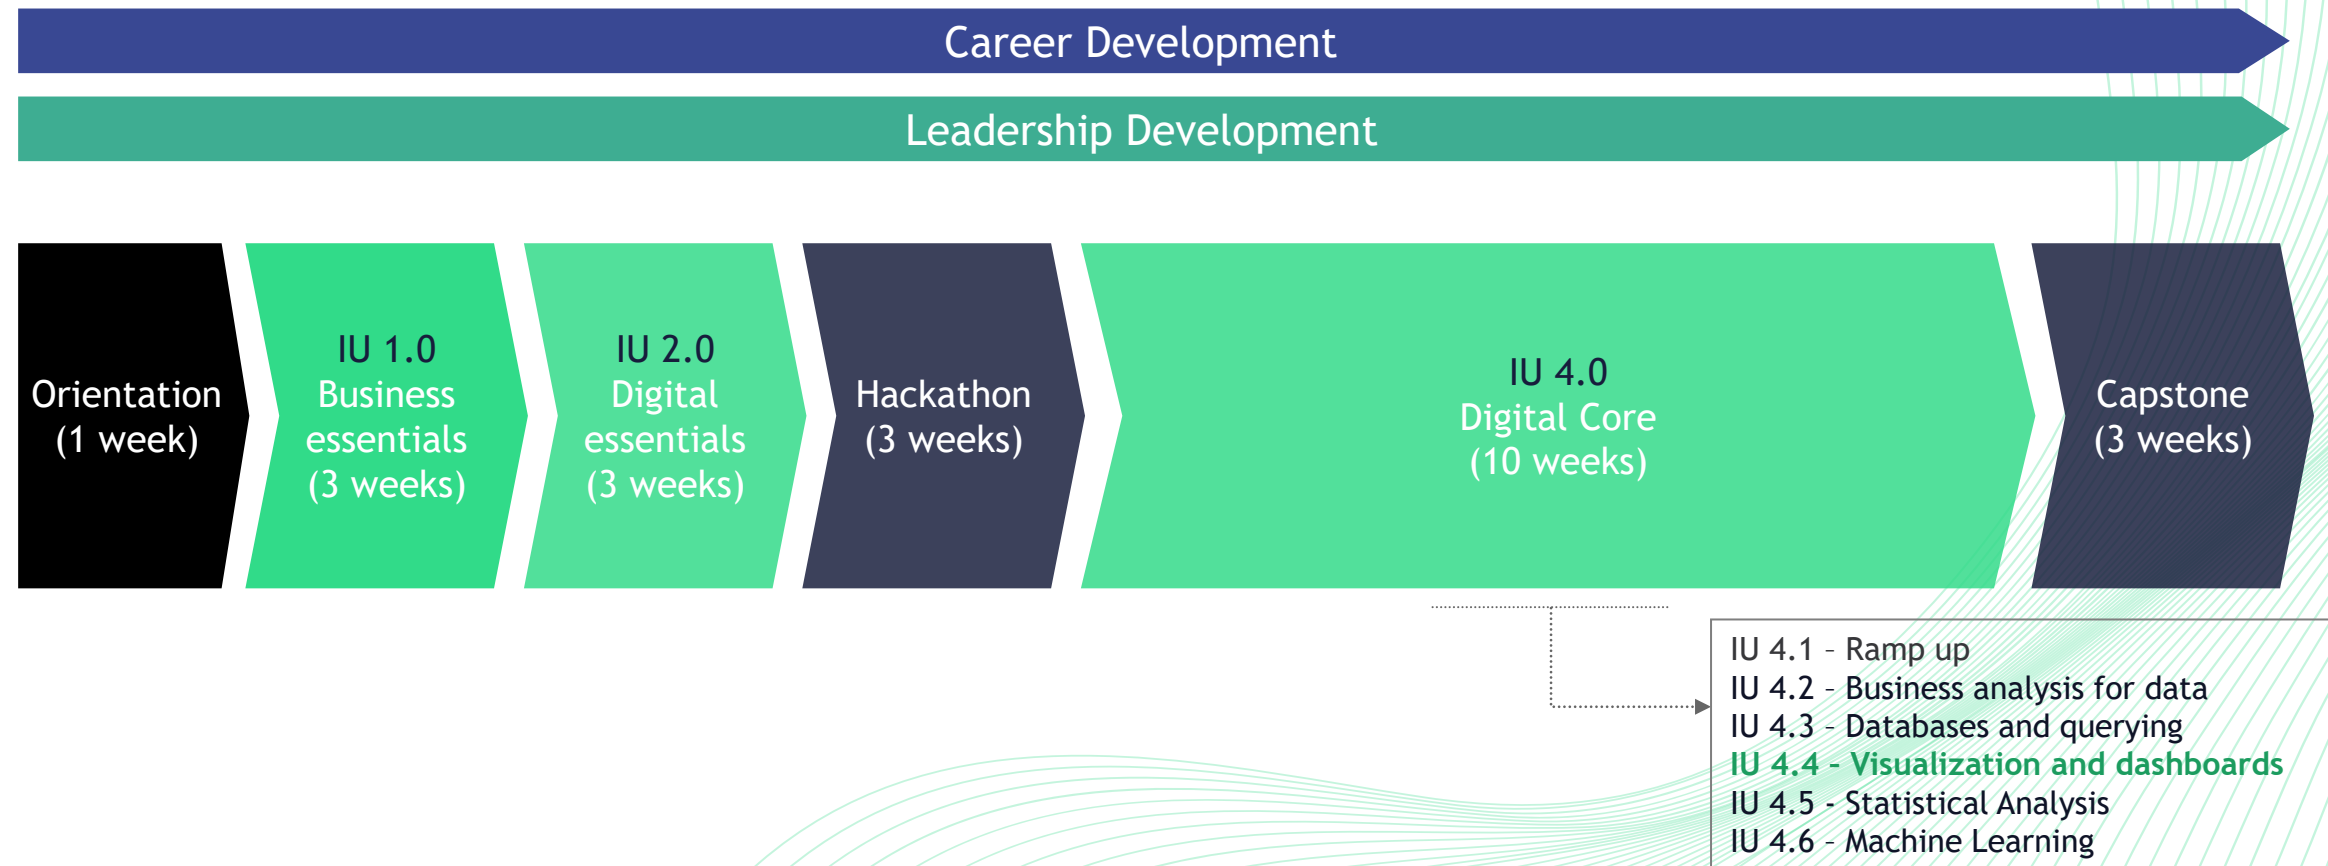 Career Development
Leadership Development
Orientation
(1 week)
IU 1.0
Business
essentials
(3 weeks)
IU 2.0
Digital
essentials
(3 weeks)
Hackathon
(3 weeks)
IU 4.0
Digital Core
(10 weeks)
Capstone
(3 weeks)
IU 4.1 – Ramp up
IU 4.2 – Business analysis for data
IU 4.3 – Databases and querying
IU 4.4 – Visualization and dashboards
IU 4.5 - Statistical Analysis
IU 4.6 – Machine Learning